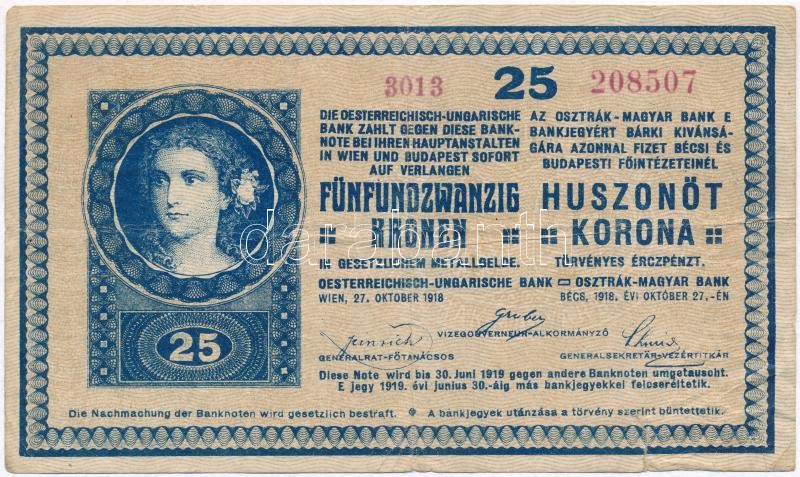 3013 25 208507
DIE OESTERREICHISCH-UNGARISCHE
BANK ZAHLT GEGEN DIESE BANK-
NOTE BEI IHREN HAUPTANSTALTEN
IN WIEN UND BUDAPEST SOFORT
AUF VERLANGEN
FÜNFUNDZWANZIG
KRONEN
IN GESETZLICHEM METALLGELDE.
OESTERREICHISCH-UNGARISCHE BANK
WIEN, 27. OKTOBER 1918
AZ OSZTRÁK-MAGYAR BANK E
BANKJEGYÉRT BÁRKI KIVÁNSÁ-
GÁRA AZONNAL FIZET BÉCSI ÉS
BUDAPESTI FŐINTÉZETEINÉL
HUSZONÖT
KORONA
TÖRVÉNYES ÉRCZPÉNZT.
OSZTRÁK-MAGYAR BANK
BÉCS, 1918. ÉVI OKTOBER 27.-ÉN
darabanth
25
Gruber
VIZEGOUVERNEUR-ALKORMÁNYZÓ
GENERALRAT-FŐTANÁCSOS
GENERALSEKRETÄR-VEZÉRTITKÁR
Diese Note wird bis 30. Juni 1919 gegen andere Banknoten umgetauscht.
E jegy 1919. évi junius 30.-áig más bankjegyekkel felcseréltetik.
Die Nachmachung der Banknoten wird gesetzlich bestraft. A bankjegyek utánzása a törvény szerint büntettetik.